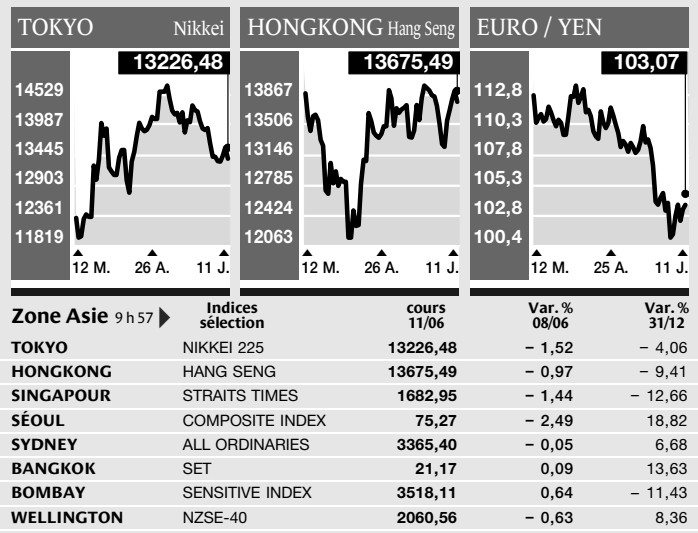 TOKYO Nikkei
13226,48
14529
13987
13445
12903
12361
11819
12 M. 26 A. 11 J.
HONGKONG Hang Seng
13675,49
13867
13506
13146
12785
12424
12063
12 M. 26 A. 11 J.
EURO / YEN
103,07
112,8
110,3
107,8
105,3
102,8
100,4
12 M. 25 A. 11 J.
Zone Asie 9 h 57 Indices sélection cours 11/06 Var. % 08/06 Var. % 31/12
TOKYO NIKKEI 225 13226,48 – 1,52 – 4,06
HONGKONG HANG SENG 13675,49 – 0,97 – 9,41
SINGAPOUR STRAITS TIMES 1682,95 – 1,44 – 12,66
SÉOUL COMPOSITE INDEX 75,27 – 2,49 18,82
SYDNEY ALL ORDINARIES 3365,40 – 0,05 6,68
BANGKOK SET 21,17 0,09 13,63
BOMBAY SENSITIVE INDEX 3518,11 0,64 – 11,43
WELLINGTON NZSE-40 2060,56 – 0,63 8,36